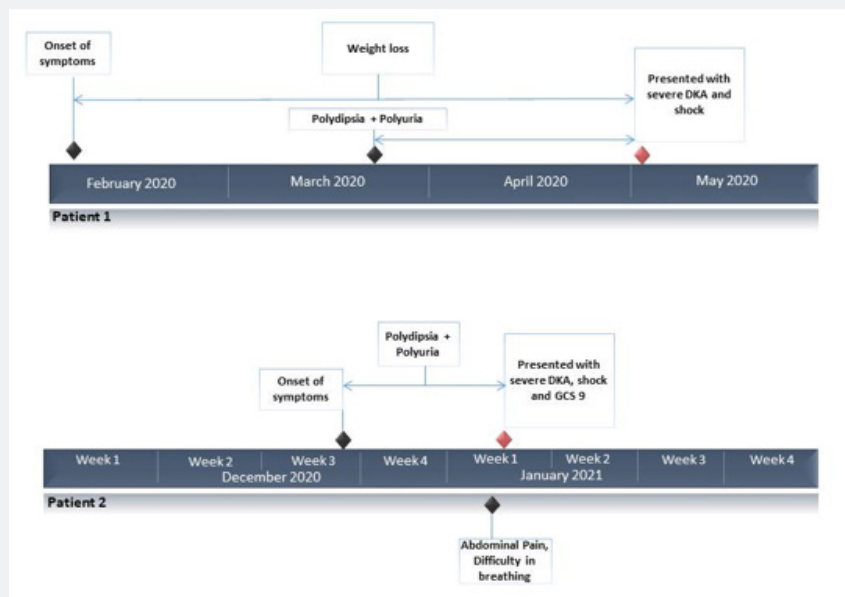 Onset of
symptoms
Weight loss
Presented with
severe DKA and
shock
Polydipsia + Polyuria
February 2020
March 2020
April 2020
May 2020
Patient 1
Polydipsia +
Polyuria
Onset of
symptoms
Presented with
severe DKA, shock
and GCS 9
Week 1
Week 2
Week 3
Week 4
Week 1
Week 2
Week 3
Week 4
December 2020
January 2021
Patient 2
Abdominal Pain,
Difficulty in
breathing